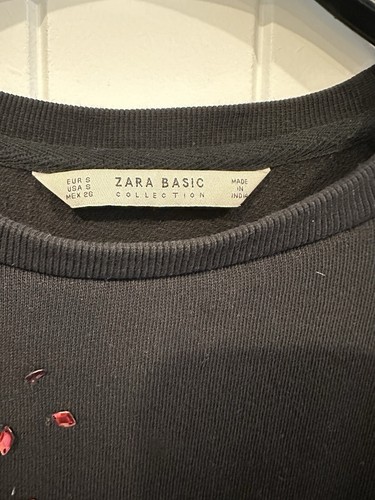 EUR S
USA S
MEX 26
ZARA BASIC
COLLECTION
MADE
IN
INDIA